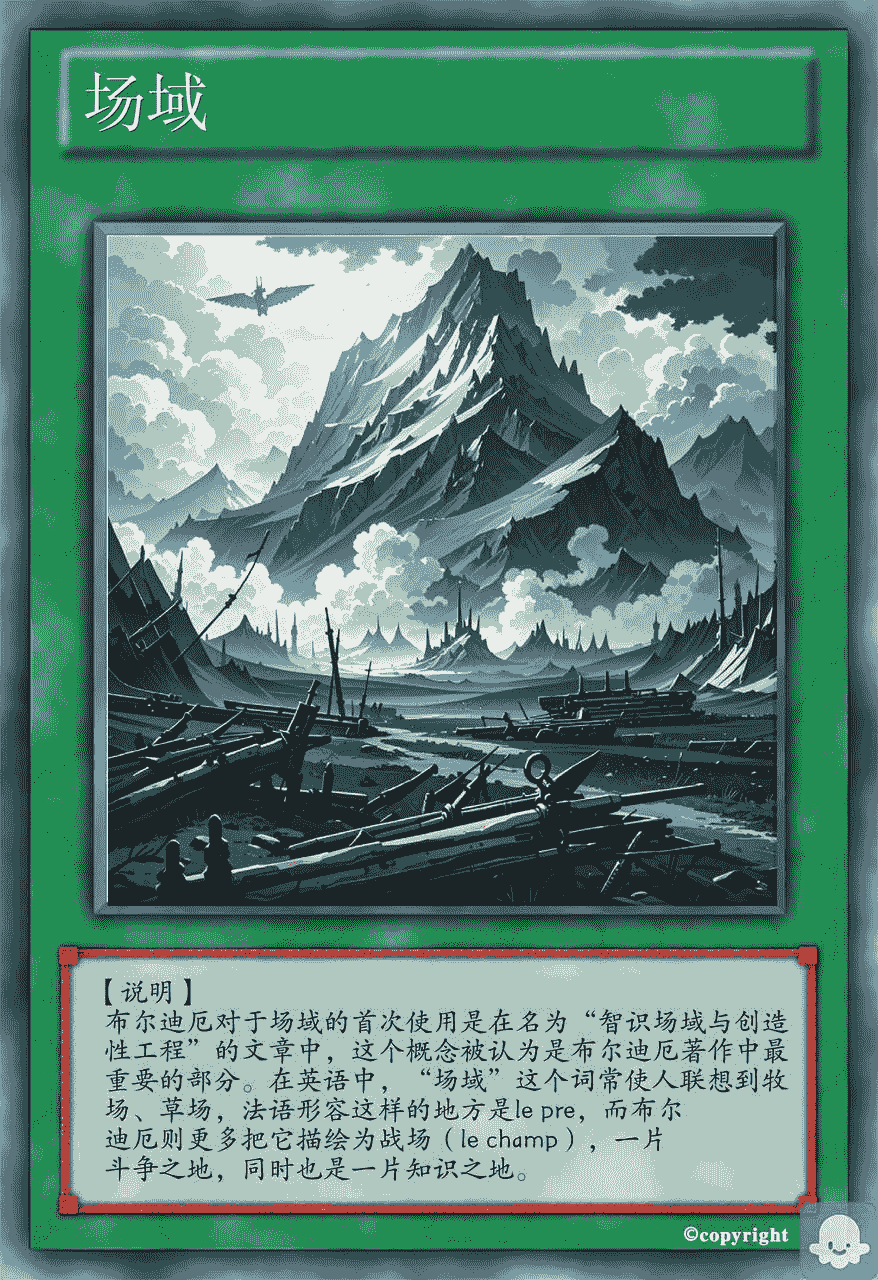 场域
【说明】
布尔迪厄对于场域的首次使用是在名为“智识场域与创造
性工程”的文章中，这个概念被认为是布尔迪厄著作中最
重要的部分。在英语中，“场域”这个词常使人联想到牧
场、草场，法语形容这样的地方是le pre，而布尔
迪厄则更多把它描绘为战场（le champ），一片
斗争之地，同时也是一片知识之地。
©copyright